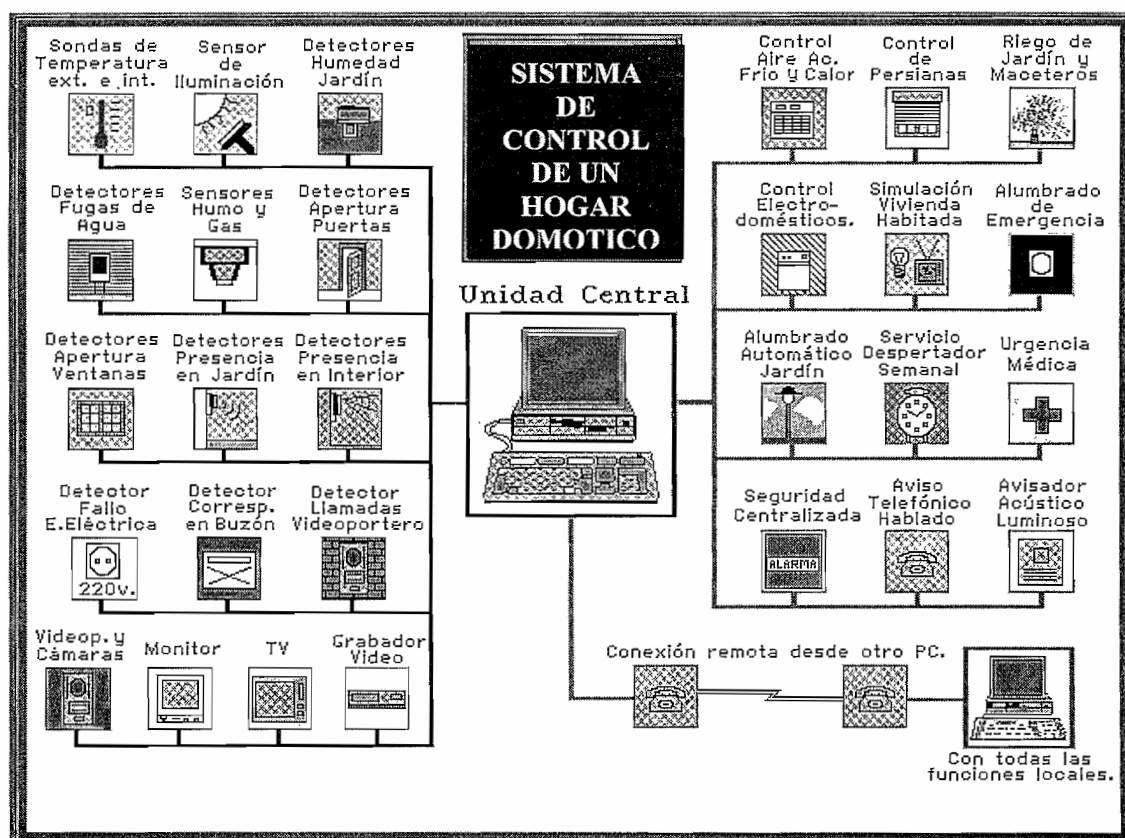 Sondas de
Temperatura
ext. e int.
Sensor
de
Iluminación
Detectores
Humedad
Jardín
SISTEMA
DE
CONTROL
DE UN
HOGAR
DOMOTICO
Control
Aire Ac.
Frio y Calor
Control
de
Persianas
Riego de
Jardín y
Maceteros
Detectores
Fugas de
Agua
Sensores
Humo y
Gas
Detectores
Apertura
Puertas
Control
Electro-
domésticos.
Simulación
Vivienda
Habitada
Alumbrado
de
Emergencia
Unidad Central
Detectores
Apertura
Ventanas
Detectores
Presencia
en Jardín
Detectores
Presencia
en Interior
Alumbrado
Automático
Jardín
Servicio
Despertador
Semanal
Urgencia
Médica
Detector
Fallo
E.Eléctrica
220v.
Detector
Corresp.
en Buzón
Detector
Llamadas
Videoportero
Seguridad
Centralizada
ALARMA
Aviso
Telefónico
Hablado
Avisador
Acústico
Luminoso
Videop. y
Cámaras
Monitor
TV
Grabador
Video
Conexión remota desde otro PC.
Con todas las
funciones locales.